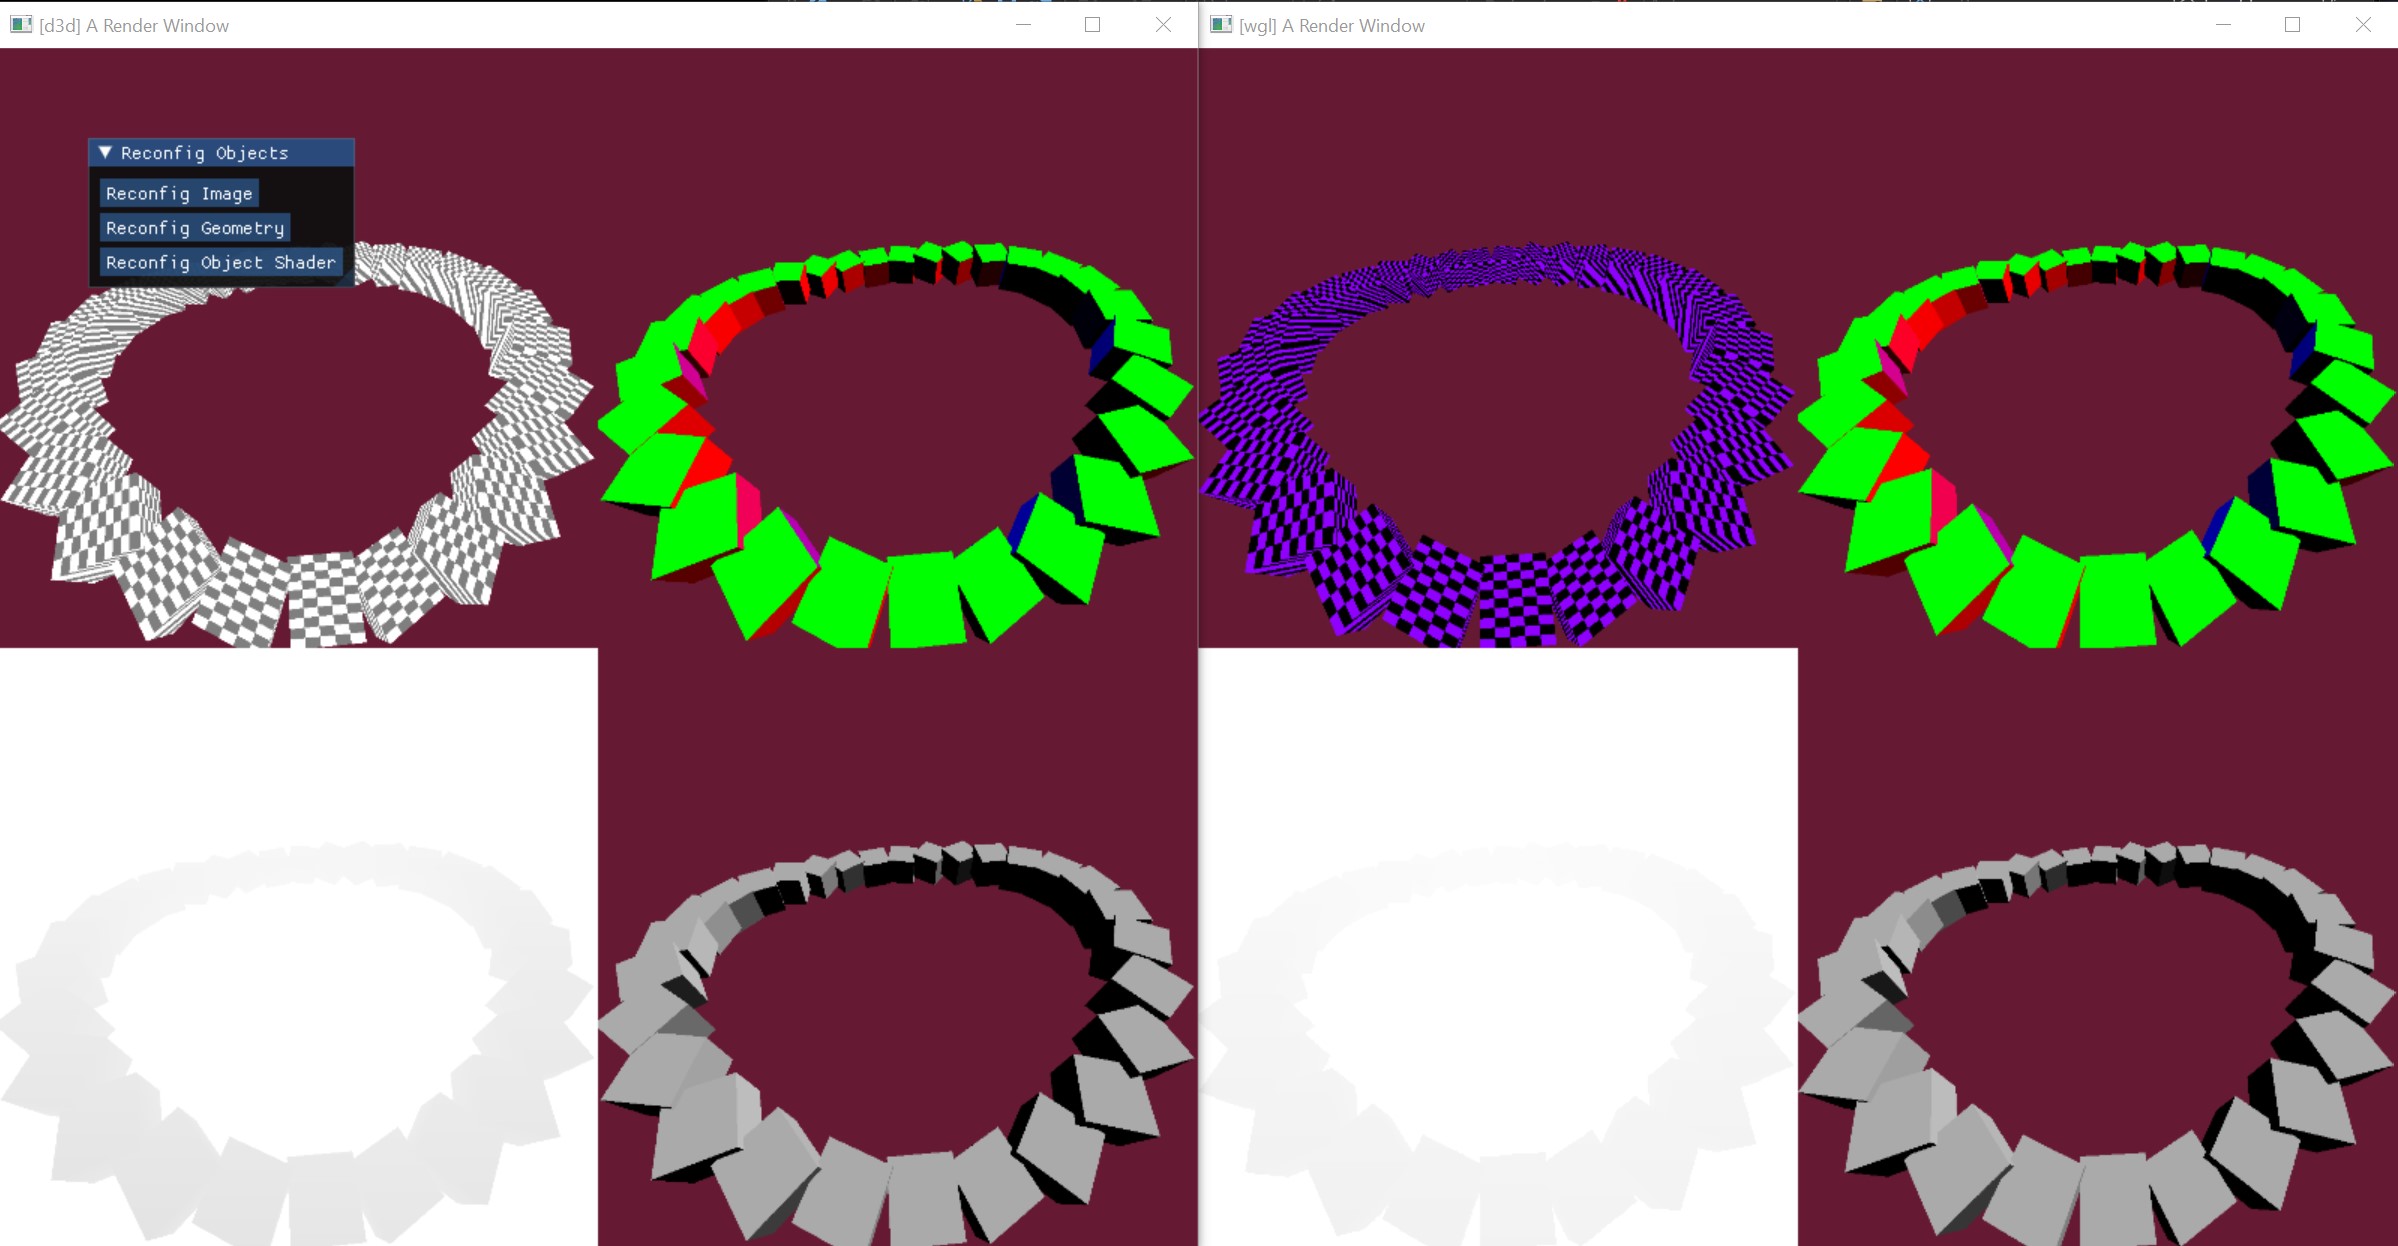 [d3d] A Render Window
[wgl] A Render Window
Reconfig Objects
Reconfig Image
Reconfig Geometry
Reconfig Object Shader